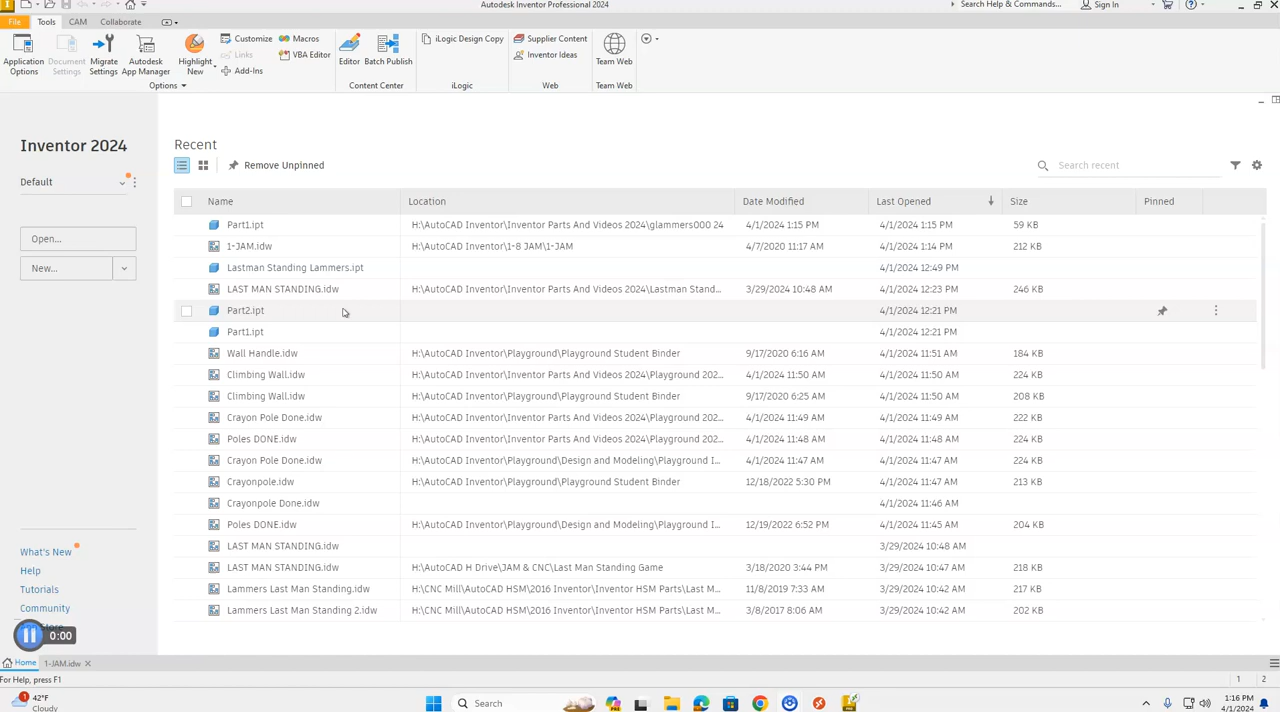 Autodesk Inventor Professional 2024
Search Help & Commands...
Sign In
File
Tools
CAM
Collaborate
Application Options
Document Settings
Migrate Settings
Autodesk App Manager
Highlight New
Customize
Links
Add-Ins
Macros
VBA Editor
Editor
Batch Publish
iLogic Design Copy
Supplier Content
Inventor Ideas
Team Web
Options
Content Center
iLogic
Web
Team Web
Inventor 2024
Default
Open...
New...
What's New
Help
Tutorials
Community
0:00
Recent
Remove Unpinned
Search recent
Name Location Date Modified Last Opened Size Pinned
Part1.ipt H:\AutoCAD Inventor\Inventor Parts And Videos 2024\glammers000 24 4/1/2024 1:15 PM 4/1/2024 1:15 PM 59 KB
1-JAM.idw H:\AutoCAD Inventor\1-8 JAM\1-JAM 4/7/2020 11:17 AM 4/1/2024 1:14 PM 212 KB
Lastman Standing Lammers.ipt 4/1/2024 12:49 PM
LAST MAN STANDING.idw H:\AutoCAD Inventor\Inventor Parts And Videos 2024\Lastman Stand... 3/29/2024 10:48 AM 4/1/2024 12:23 PM 246 KB
Part2.ipt 4/1/2024 12:21 PM
Part1.ipt 4/1/2024 12:21 PM
Wall Handle.idw H:\AutoCAD Inventor\Playground\Playground Student Binder 9/17/2020 6:16 AM 4/1/2024 11:51 AM 184 KB
Climbing Wall.idw H:\AutoCAD Inventor\Inventor Parts And Videos 2024\Playground 202... 4/1/2024 11:50 AM 4/1/2024 11:50 AM 224 KB
Climbing Wall.idw H:\AutoCAD Inventor\Playground\Playground Student Binder 9/17/2020 6:25 AM 4/1/2024 11:50 AM 208 KB
Crayon Pole Done.idw H:\AutoCAD Inventor\Inventor Parts And Videos 2024\Playground 202... 4/1/2024 11:49 AM 4/1/2024 11:49 AM 222 KB
Poles DONE.idw H:\AutoCAD Inventor\Inventor Parts And Videos 2024\Playground 202... 4/1/2024 11:48 AM 4/1/2024 11:48 AM 224 KB
Crayon Pole Done.idw H:\AutoCAD Inventor\Playground\Design and Modeling\Playground I... 4/1/2024 11:47 AM 4/1/2024 11:47 AM 224 KB
Crayonpole.idw H:\AutoCAD Inventor\Playground\Playground Student Binder 12/18/2022 5:30 PM 4/1/2024 11:47 AM 213 KB
Crayonpole Done.idw 4/1/2024 11:46 AM
Poles DONE.idw H:\AutoCAD Inventor\Playground\Design and Modeling\Playground I... 12/19/2022 6:52 PM 4/1/2024 11:45 AM 204 KB
LAST MAN STANDING.idw 3/29/2024 10:48 AM
LAST MAN STANDING.idw H:\AutoCAD H Drive\JAM & CNC\Last Man Standing Game 3/18/2020 3:44 PM 3/29/2024 10:47 AM 218 KB
Lammers Last Man Standing.idw H:\CNC Mill\AutoCAD HSM\2016 Inventor\Inventor HSM Parts\Last M... 11/8/2019 7:33 AM 3/29/2024 10:42 AM 217 KB
Lammers Last Man Standing 2.idw H:\CNC Mill\AutoCAD HSM\2016 Inventor\Inventor HSM Parts\Last M... 3/8/2017 8:06 AM 3/29/2024 10:42 AM 202 KB
Home
1-JAM.idw
For Help, press F1
1 2
1
42°F
Cloudy
Search
1:16 PM
4/1/2024